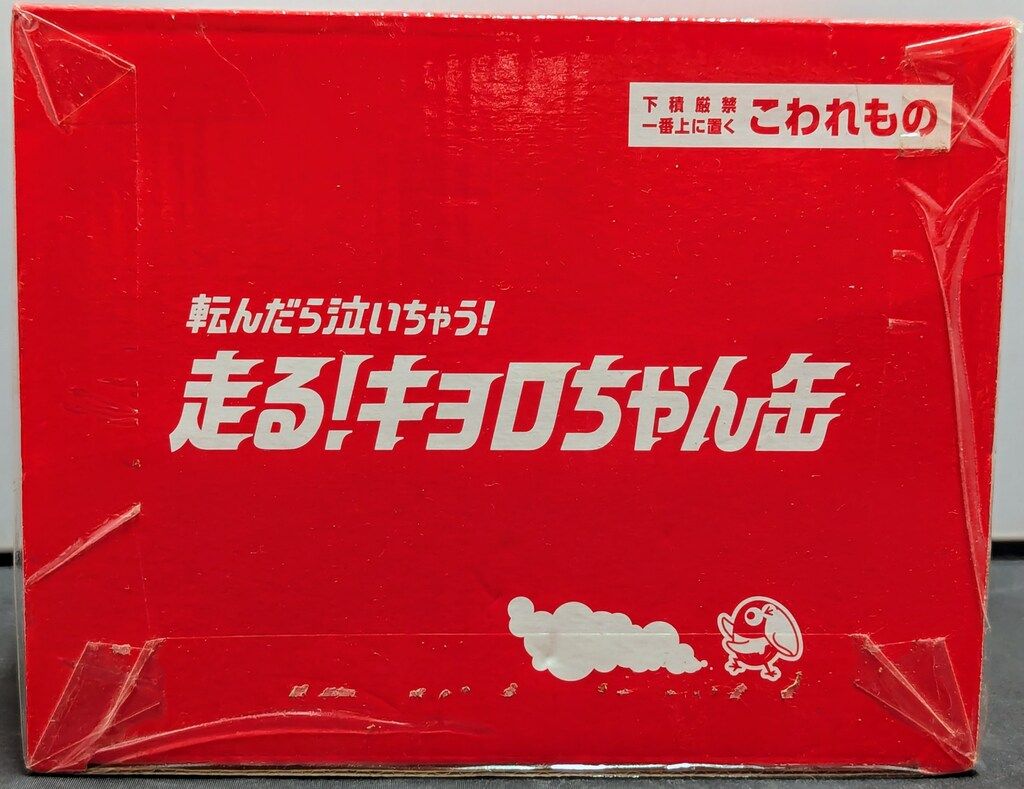 下積厳禁
一番上に置く
こわれもの
転んだら泣いちゃう!
走る!キョロちゃん缶